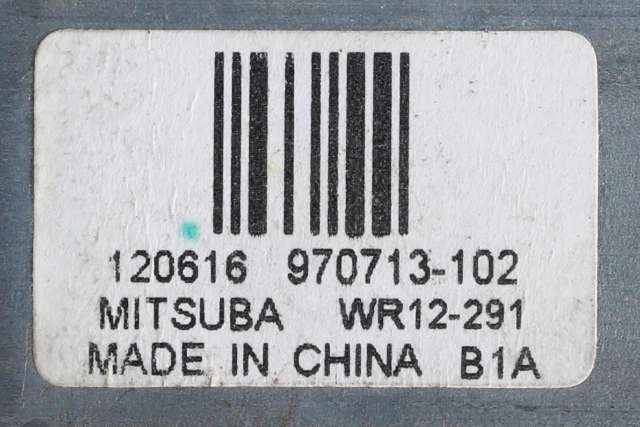 120616 970713-102
MITSUBA WR12-291
MADE IN CHINA B1A